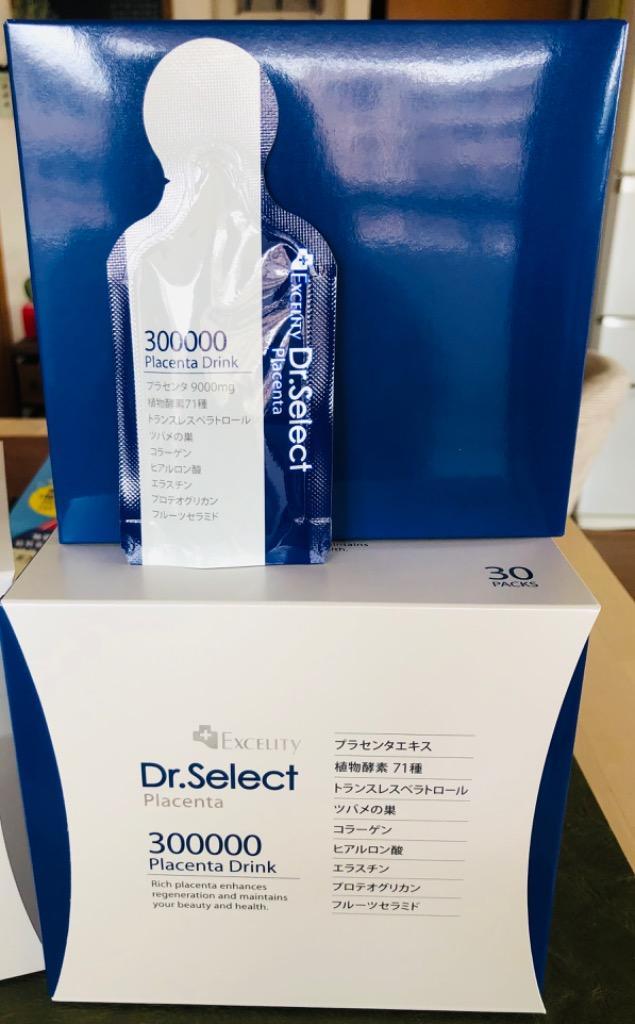 300000
Placenta Drink
プラセンタ 9000mg
植物酵素71種
トランスレスベラトロール
ツバメの巣
コラーゲン
ヒアルロン酸
エラスチン
プロテオグリカン
フルーツセラミド
EXCELITY Dr.Select
Placenta
30
PACKS
EXCELITY
Dr.Select
Placenta
300000
Placenta Drink
Rich placenta enhances
regeneration and maintains
your beauty and health.
プラセンタエキス
植物酵素 71種
トランスレスベラトロール
ツバメの巣
コラーゲン
ヒアルロン酸
エラスチン
プロテオグリカン
フルーツセラミド